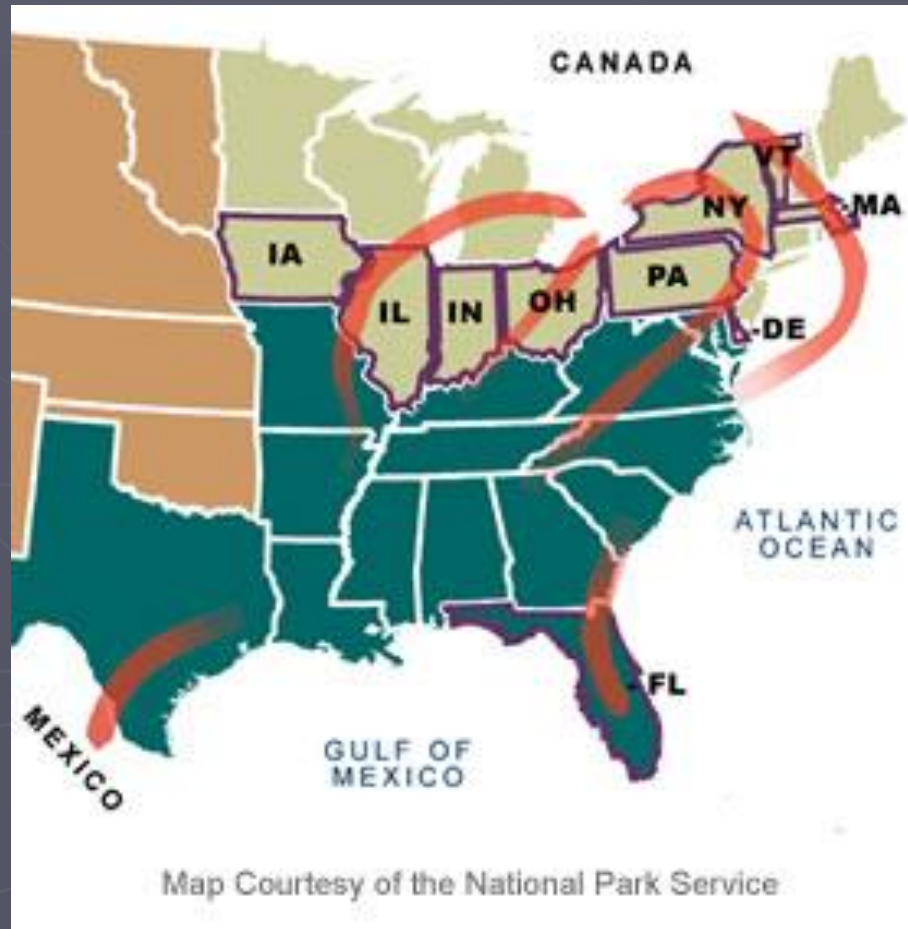 CANADA
VT
NY
-MA
IA
PA
IL
IN
OH
-DE
ATLANTIC
OCEAN
- FL
MEXICO
GULF OF
MEXICO
Map Courtesy of the National Park Service